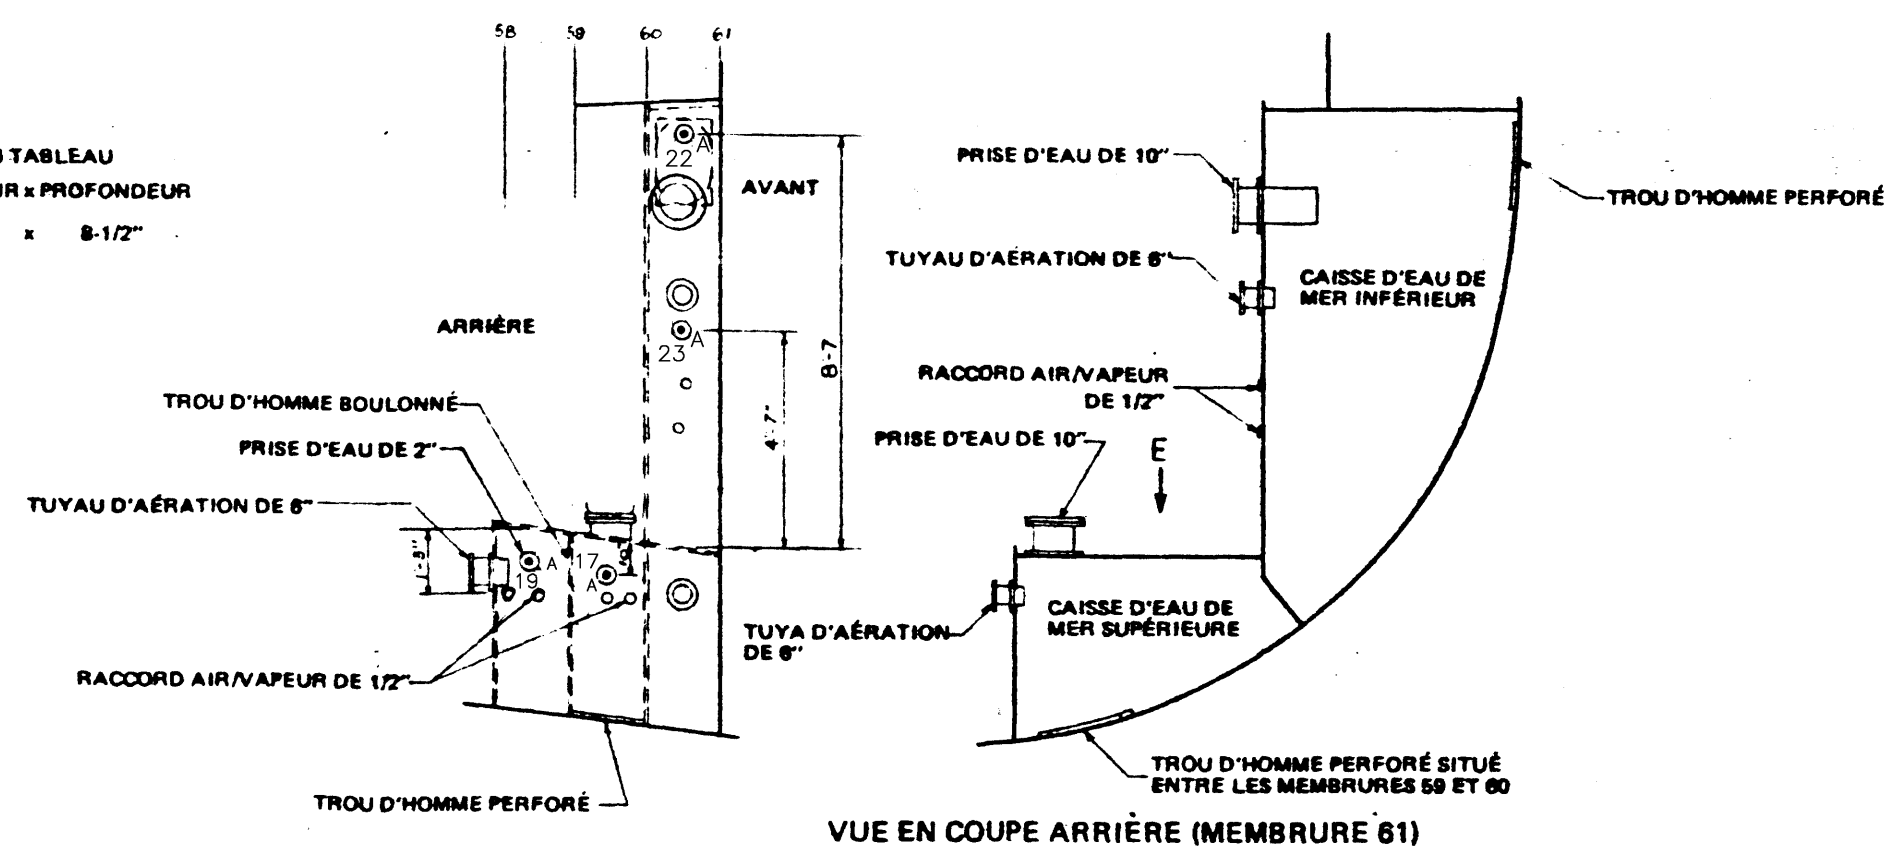 58 59 60 61
TABLEAU
x PROFONDEUR
x 8-1/2"
22 A
AVANT
ARRIÈRE
23 A
8-7
4'-7"
TROU D'HOMME BOULONNÉ
PRISE D'EAU DE 2"
TUYAU D'AÉRATION DE 6"
19 A
17 A
RACCORD AIR/VAPEUR DE 1/2"
TROU D'HOMME PERFORÉ
PRISE D'EAU DE 10"
TROU D'HOMME PERFORÉ
TUYAU D'AÉRATION DE 6"
CAISSE D'EAU DE
MER INFÉRIEUR
RACCORD AIR/VAPEUR
DE 1/2"
PRISE D'EAU DE 10"
E
TUYA D'AÉRATION
DE 6"
CAISSE D'EAU DE
MER SUPÉRIEURE
TROU D'HOMME PERFORÉ SITUÉ
ENTRE LES MEMBRURES 59 ET 60
VUE EN COUPE ARRIÈRE (MEMBRURE 61)